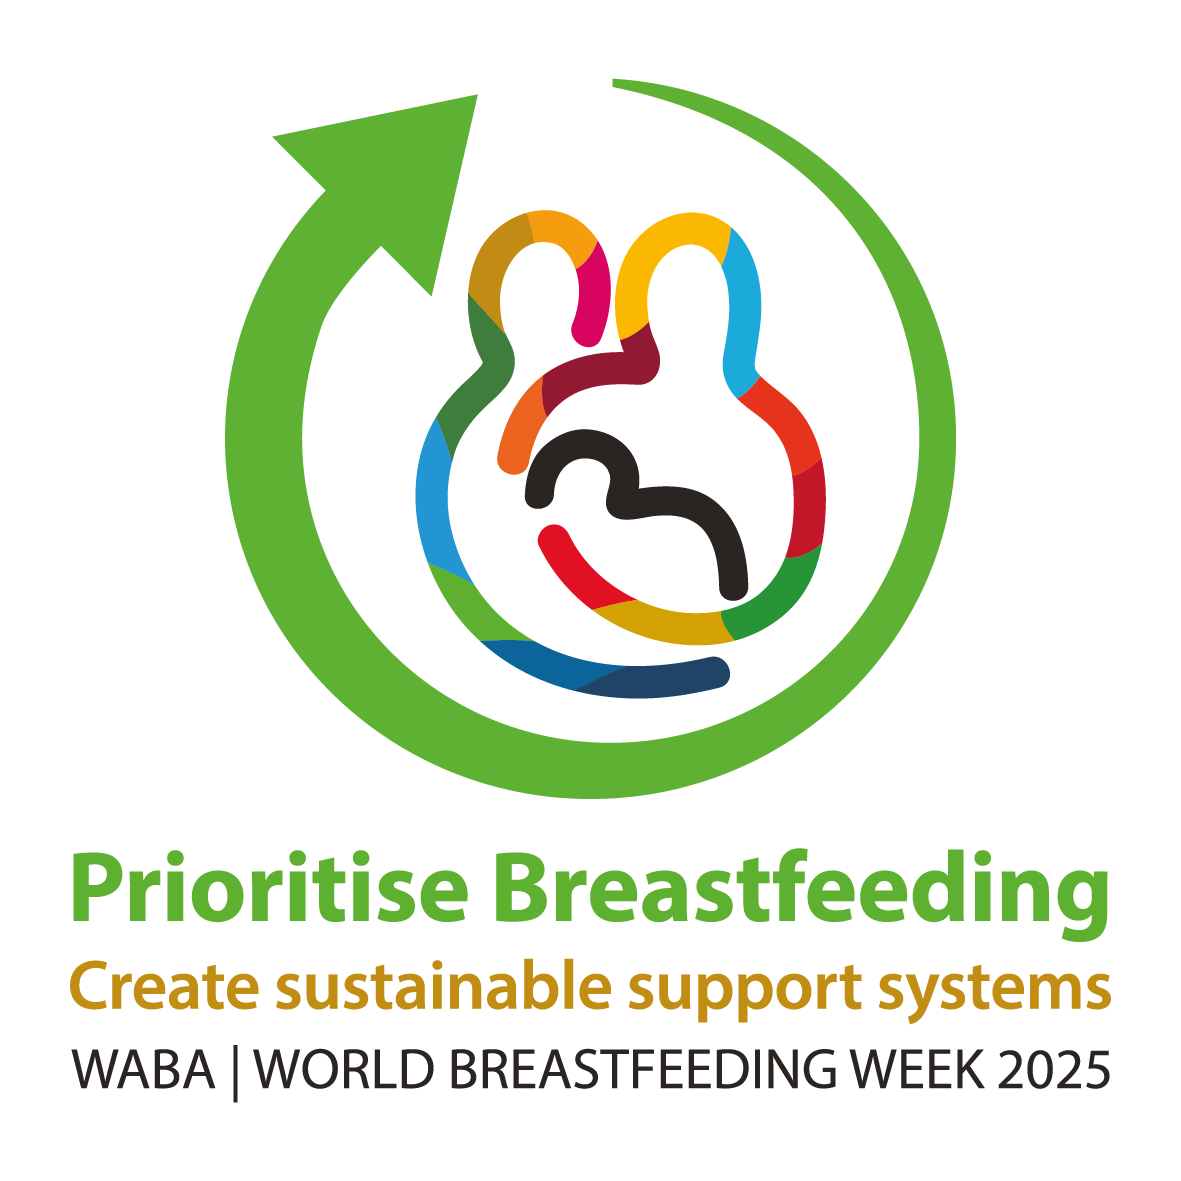 Prioritise Breastfeeding
Create sustainable support systems
WABA | WORLD BREASTFEEDING WEEK 2025